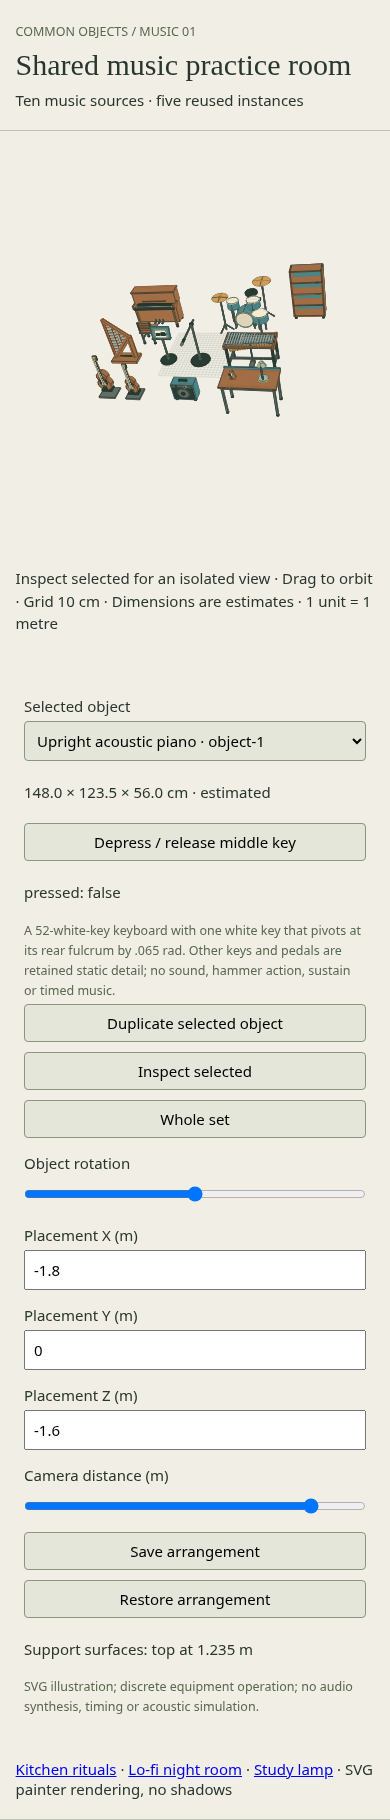 COMMON OBJECTS / MUSIC 01
Shared music practice room
Ten music sources · five reused instances
Inspect selected for an isolated view · Drag to orbit
· Grid 10 cm · Dimensions are estimates · 1 unit = 1
metre
Selected object
Upright acoustic piano · object-1
148.0 × 123.5 × 56.0 cm · estimated
Depress / release middle key
pressed: false
A 52-white-key keyboard with one white key that pivots at
its rear fulcrum by .065 rad. Other keys and pedals are
retained static detail; no sound, hammer action, sustain
or timed music.
Duplicate selected object
Inspect selected
Whole set
Object rotation
Placement X (m)
-1.8
Placement Y (m)
0
Placement Z (m)
-1.6
Camera distance (m)
Save arrangement
Restore arrangement
Support surfaces: top at 1.235 m
SVG illustration; discrete equipment operation; no audio
synthesis, timing or acoustic simulation.
Kitchen rituals · Lo-fi night room · Study lamp · SVG
painter rendering, no shadows